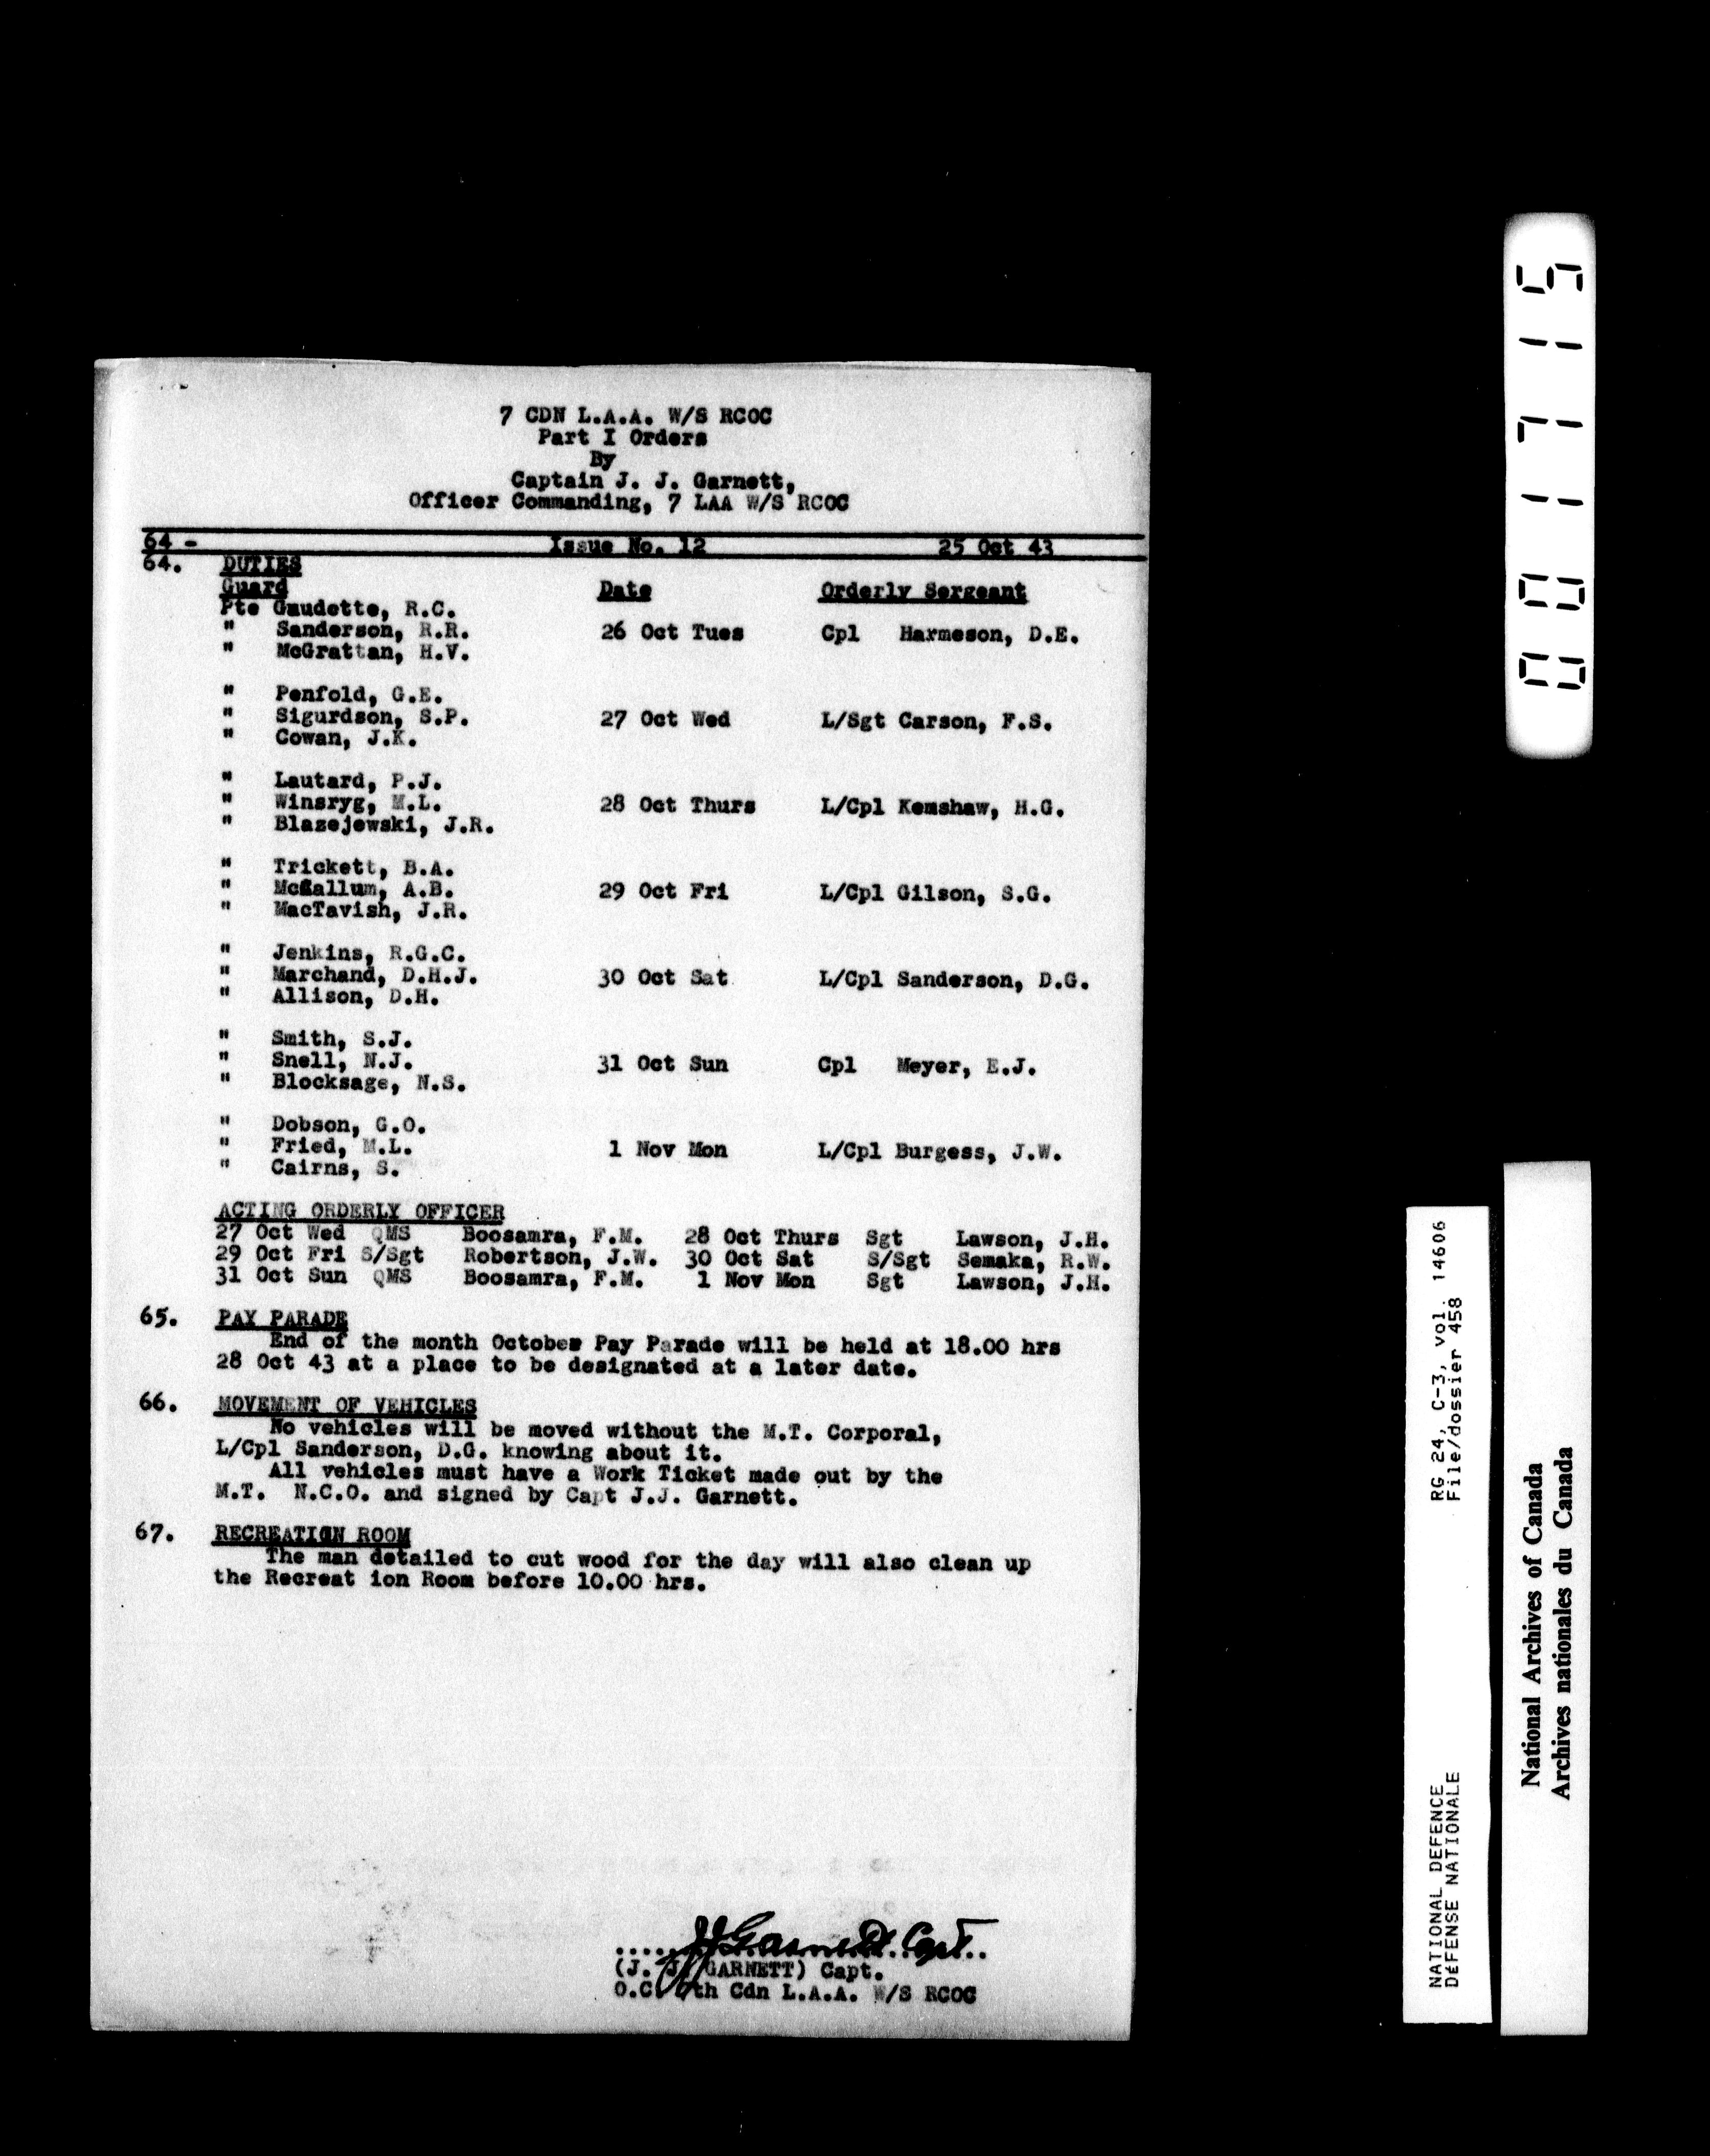 7 CDN L.A.A. W/S RCOC
Part I Orders
By
Captain J. J. Garnett,
Officer Commanding, 7 LAA W/S RCOC
64 - Issue No. 12 25 Oct 43
64. DUTIES
Guard Date Orderly Sergeant
Pte Gaudette, R.C.
" Sanderson, R.R. 26 Oct Tues Cpl Harmeson, D.E.
" McGrattan, H.V.
" Penfold, G.E.
" Sigurdson, S.P. 27 Oct Wed L/Sgt Carson, F.S.
" Cowan, J.K.
" Lautard, P.J.
" Winsryg, M.L. 28 Oct Thurs L/Cpl Kemshaw, H.G.
" Blazejewski, J.R.
" Trickett, B.A.
" McCallum, A.B. 29 Oct Fri L/Cpl Gilson, S.G.
" MacTavish, J.R.
" Jenkins, R.G.C.
" Marchand, D.H.J. 30 Oct Sat L/Cpl Sanderson, D.G.
" Allison, D.H.
" Smith, S.J.
" Snell, N.J. 31 Oct Sun Cpl Meyer, E.J.
" Blocksage, N.S.
" Dobson, G.O.
" Fried, M.L. 1 Nov Mon L/Cpl Burgess, J.W.
" Cairns, S.
ACTING ORDERLY OFFICER
27 Oct Wed QMS Boosamra, F.M. 28 Oct Thurs Sgt Lawson, J.H.
29 Oct Fri S/Sgt Robertson, J.W. 30 Oct Sat S/Sgt Semaka, R.W.
31 Oct Sun QMS Boosamra, F.M. 1 Nov Mon Sgt Lawson, J.H.
65. PAY PARADE
End of the month October Pay Parade will be held at 18.00 hrs
28 Oct 43 at a place to be designated at a later date.
66. MOVEMENT OF VEHICLES
No vehicles will be moved without the M.T. Corporal,
L/Cpl Sanderson, D.G. knowing about it.
All vehicles must have a Work Ticket made out by the
M.T. N.C.O. and signed by Capt J.J. Garnett.
67. RECREATION ROOM
The man detailed to cut wood for the day will also clean up
the Recreat ion Room before 10.00 hrs.
JJ Garnett Capt.
(J. J. GARNETT) Capt.
O.C. 7th Cdn L.A.A. W/S RCOC
001715
RG 24, C-3, vol. 14606
File/dossier 458
NATIONAL DEFENCE
DÉFENSE NATIONALE
National Archives of Canada
Archives nationales du Canada